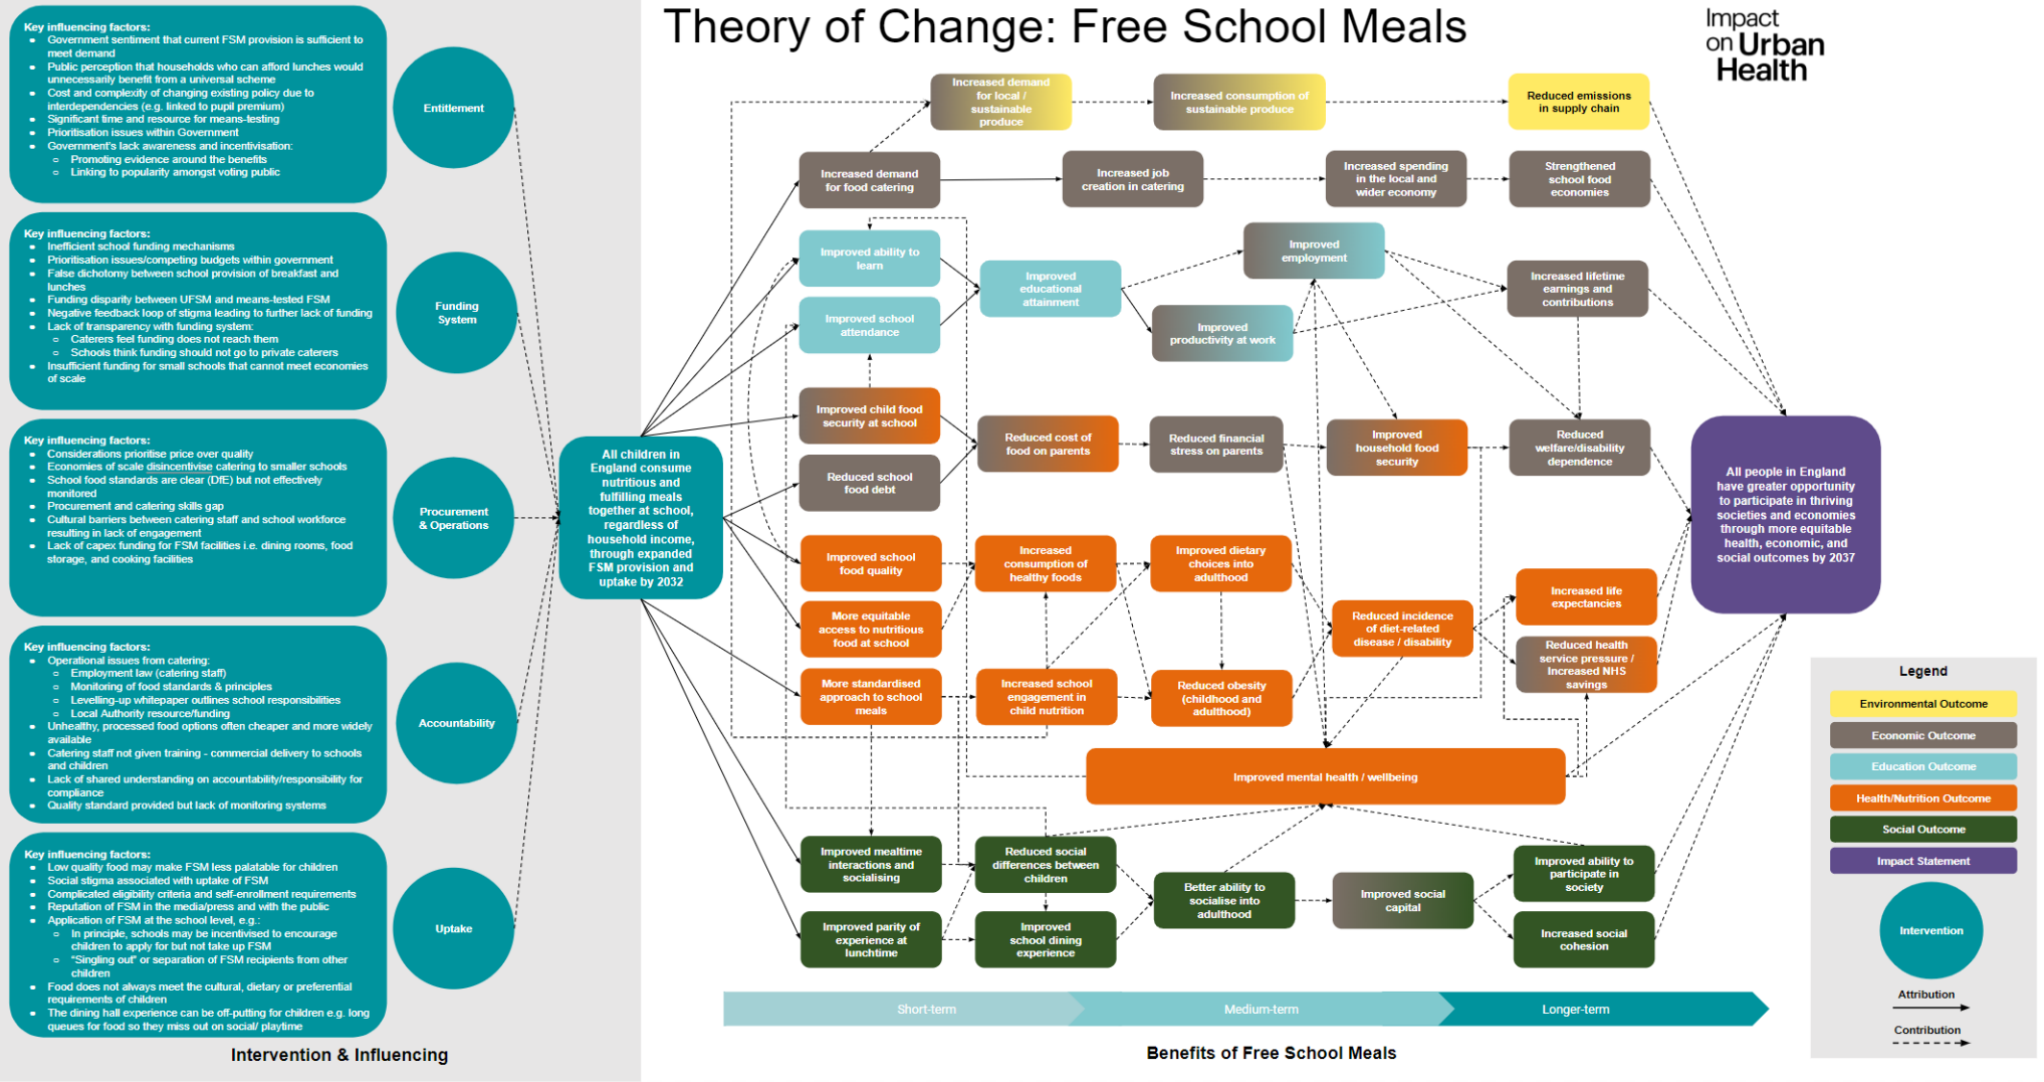 Theory of Change: Free School Meals
Impact
on Urban
Health
Key influencing factors:
Government sentiment that current FSM provision is sufficient to
meet demand
Public perception that households who can afford lunches would
unnecessarily benefit from a universal scheme
Cost and complexity of changing existing policy due to
interdependencies (e.g. linked to pupil premium)
Significant time and resource for means-testing
Prioritisation issues within Government
Government's lack awareness and incentivisation:
Promoting evidence around the benefits
Linking to popularity amongst voting public
Entitlement
Key influencing factors:
Inefficient school funding mechanisms
Prioritisation issues/competing budgets within government
False dichotomy between school provision of breakfast and
lunches
Funding disparity between UFSM and means-tested FSM
Negative feedback loop of stigma leading to further lack of funding
Lack of transparency with funding system:
Caterers feel funding does not reach them
Schools think funding should not go to private caterers
Insufficient funding for small schools that cannot meet economies
of scale
Funding
System
Key influencing factors:
Considerations prioritise price over quality
Economies of scale disincentivise catering to smaller schools
School food standards are clear (DfE) but not effectively
monitored
Procurement and catering skills gap
Cultural barriers between catering staff and school workforce
resulting in lack of engagement
Lack of capex funding for FSM facilities i.e. dining rooms, food
storage, and cooking facilities
Procurement
& Operations
Key influencing factors:
Operational issues from catering:
Employment law (catering staff)
Monitoring of food standards & principles
Levelling-up whitepaper outlines school responsibilities
Local Authority resource/funding
Unhealthy, processed food options often cheaper and more widely
available
Catering staff not given training - commercial delivery to schools
and children
Lack of shared understanding on accountability/responsibility for
compliance
Quality standard provided but lack of monitoring systems
Accountability
Key influencing factors:
Low quality food may make FSM less palatable for children
Social stigma associated with uptake of FSM
Complicated eligibility criteria and self-enrollment requirements
Reputation of FSM in the media/press and with the public
Application of FSM at the school level, e.g.:
In principle, schools may be incentivised to encourage
children to apply for but not take up FSM
"Singling out" or separation of FSM recipients from other
children
Food does not always meet the cultural, dietary or preferential
requirements of children
The dining hall experience can be off-putting for children e.g. long
queues for food so they miss out on social/ playtime
Uptake
Intervention & Influencing
All children in
England consume
nutritious and
fulfilling meals
together at school,
regardless of
household income,
through expanded
FSM provision and
uptake by 2032
Increased demand
for local /
sustainable
produce
Increased consumption of
sustainable produce
Reduced emissions
in supply chain
Increased demand
for food catering
Increased job
creation in catering
Increased spending
in the local and
wider economy
Strengthened
school food
economies
Improved ability to
learn
Improved school
attendance
Improved
educational
attainment
Improved
employment
Improved
productivity at work
Increased lifetime
earnings and
contributions
Improved child food
security at school
Reduced school
food debt
Reduced cost of
food on parents
Reduced financial
stress on parents
Improved
household food
security
Reduced
welfare/disability
dependence
Improved school
food quality
More equitable
access to nutritious
food at school
More standardised
approach to school
meals
Increased
consumption of
healthy foods
Increased school
engagement in
child nutrition
Improved dietary
choices into
adulthood
Reduced obesity
(childhood and
adulthood)
Reduced incidence
of diet-related
disease / disability
Increased life
expectancies
Reduced health
service pressure /
Increased NHS
savings
Improved mental health / wellbeing
Improved mealtime
interactions and
socialising
Improved parity of
experience at
lunchtime
Reduced social
differences between
children
Improved
school dining
experience
Better ability to
socialise into
adulthood
Improved social
capital
Improved ability to
participate in
society
Increased social
cohesion
All people in England
have greater opportunity
to participate in thriving
societies and economies
through more equitable
health, economic, and
social outcomes by 2037
Short-term
Medium-term
Longer-term
Benefits of Free School Meals
Legend
Environmental Outcome
Economic Outcome
Education Outcome
Health/Nutrition Outcome
Social Outcome
Impact Statement
Intervention
Attribution
Contribution